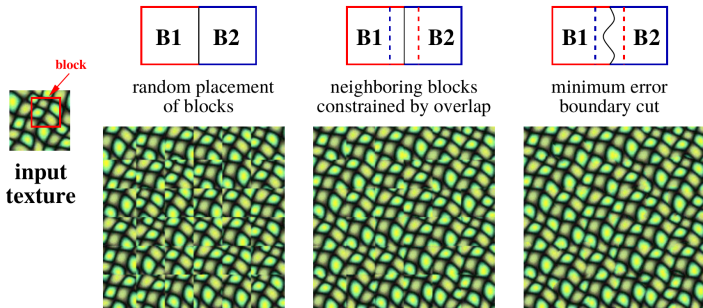 block
input
texture
B1 B2
random placement
of blocks
B1 B2
neighboring blocks
constrained by overlap
B1 B2
minimum error
boundary cut